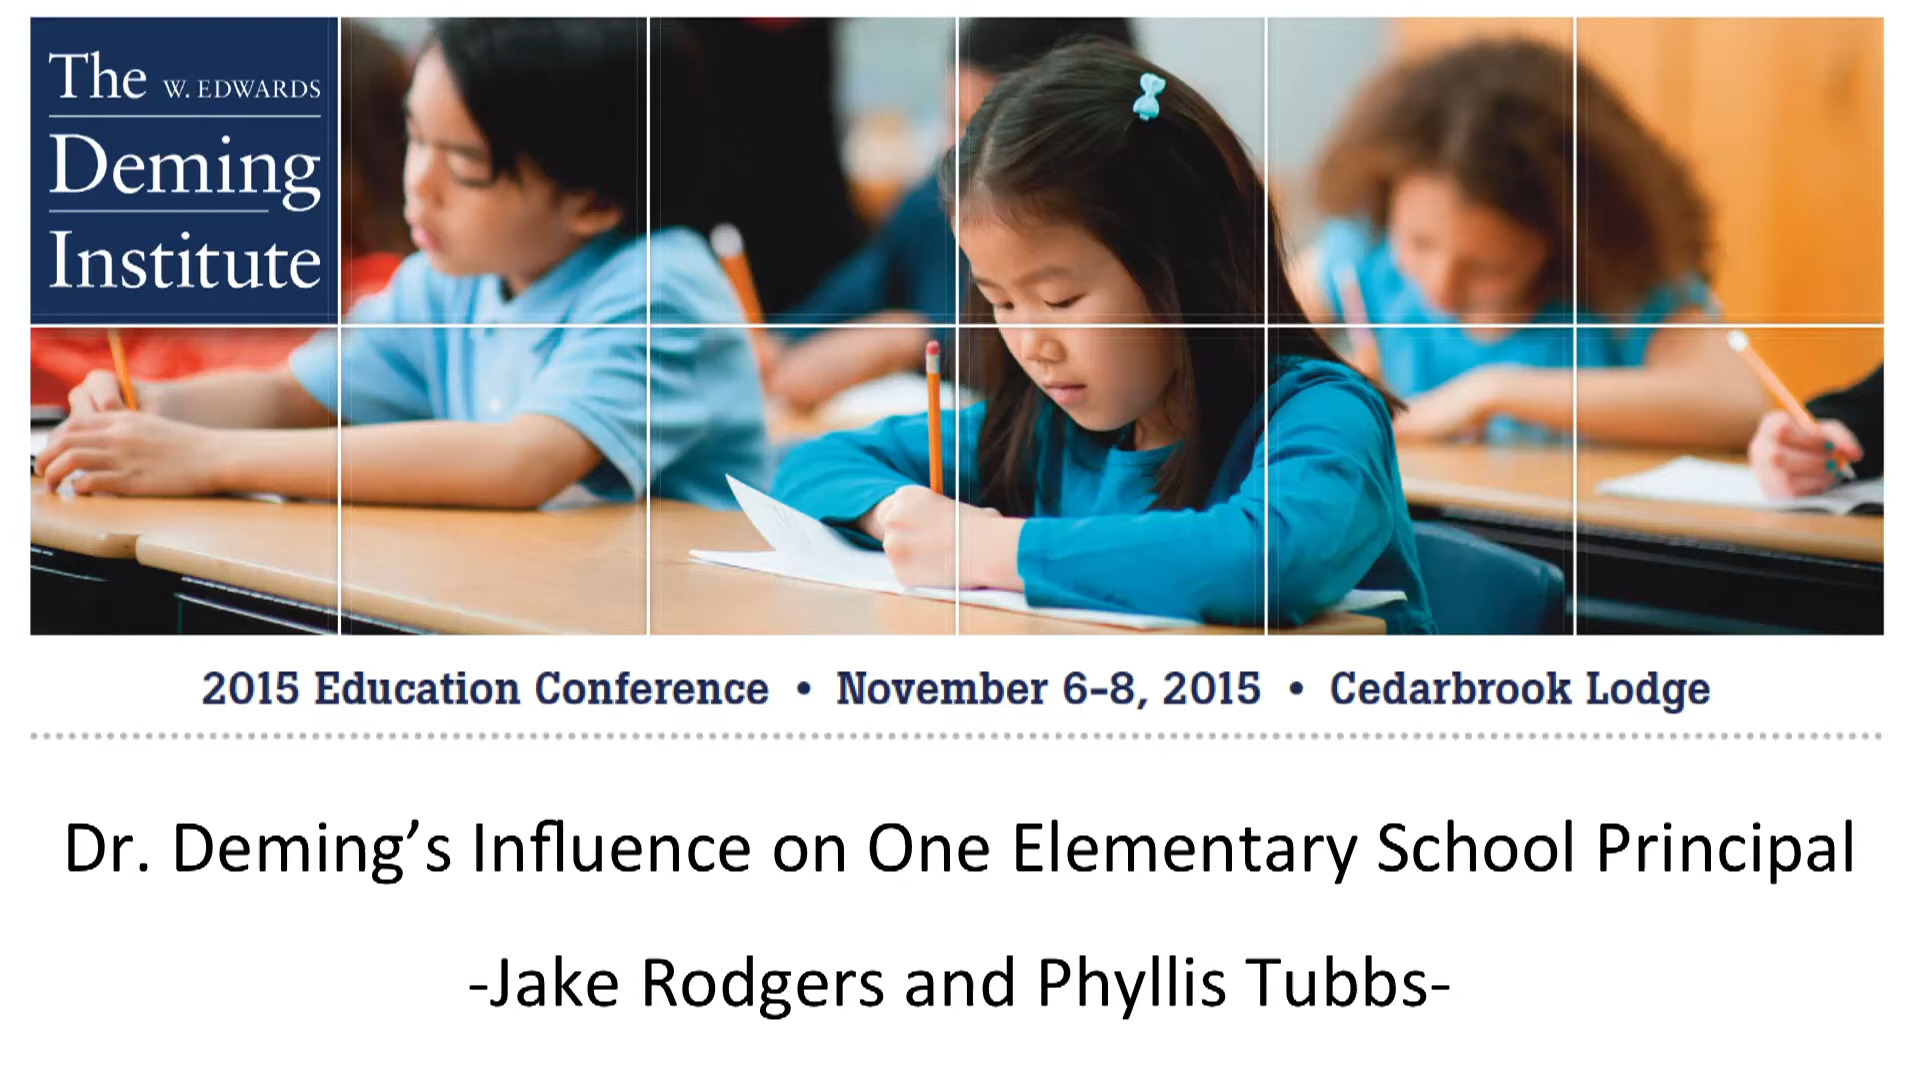 The W. EDWARDS
Deming
Institute
2015 Education Conference • November 6–8, 2015 • Cedarbrook Lodge
Dr. Deming’s Influence on One Elementary School Principal
-Jake Rodgers and Phyllis Tubbs-